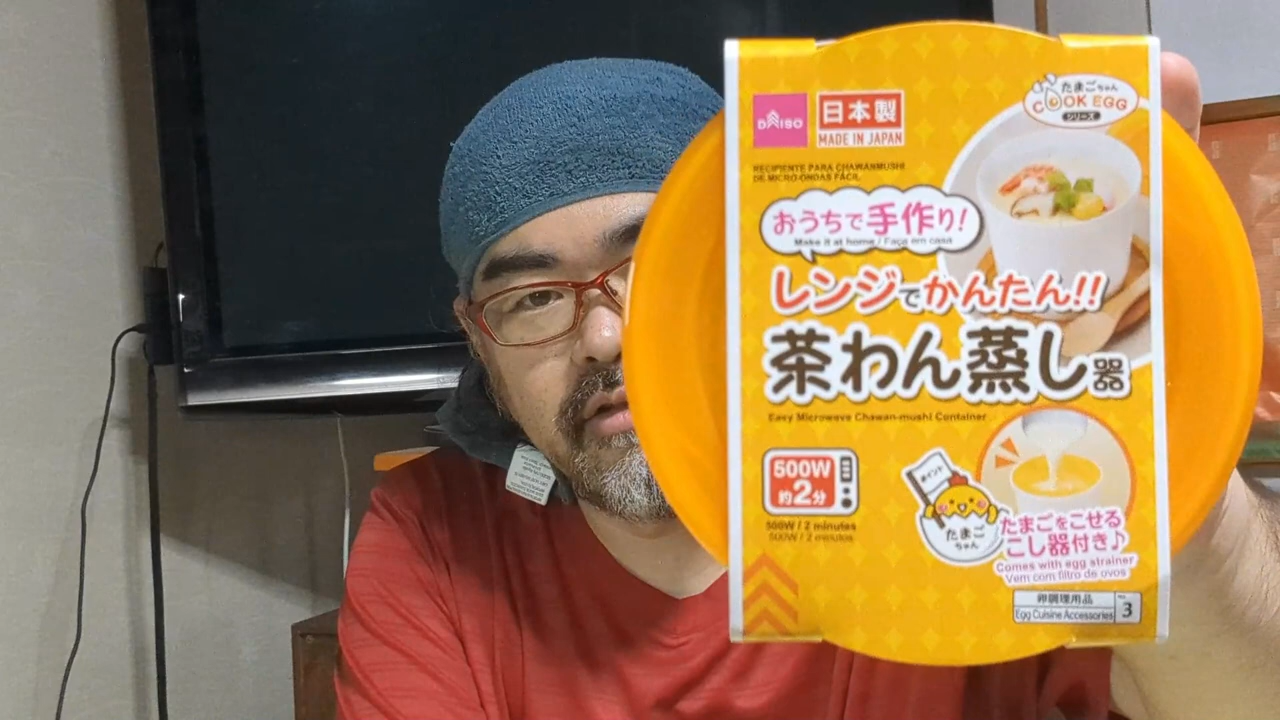 DAISO
日本製
MADE IN JAPAN
たまごちゃん
COOK EGG
シリーズ
RECIPIENTE PARA CHAWANMUSHI
DE MICRO-ONDAS FÁCIL
おうちで手作り!
Make it at home / Faça em casa
レンジでかんたん!!
茶わん蒸し器
Easy Microwave Chawan-mushi Container
500W
約2分
500W / 2 minutes
500W / 2 minutos
ポイント
たまご
ちゃん
たまごをこせる
こし器付き♪
Comes with egg strainer
Vem com filtro de ovos
卵調理用品
Egg Cuisine Accessories
No.
3